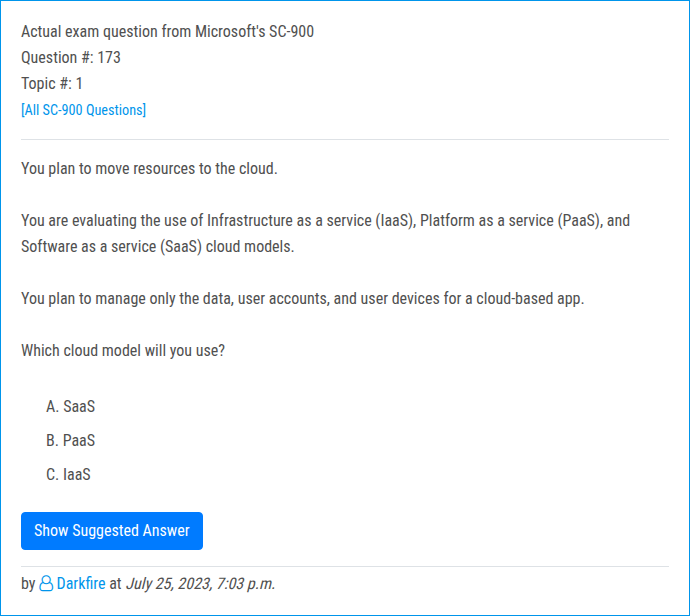 Actual exam question from Microsoft's SC-900
Question #: 173
Topic #: 1
[All SC-900 Questions]
You plan to move resources to the cloud.
You are evaluating the use of Infrastructure as a service (IaaS), Platform as a service (PaaS), and
Software as a service (SaaS) cloud models.
You plan to manage only the data, user accounts, and user devices for a cloud-based app.
Which cloud model will you use?
A. SaaS
B. PaaS
C. IaaS
Show Suggested Answer
by Darkfire at July 25, 2023, 7:03 p.m.